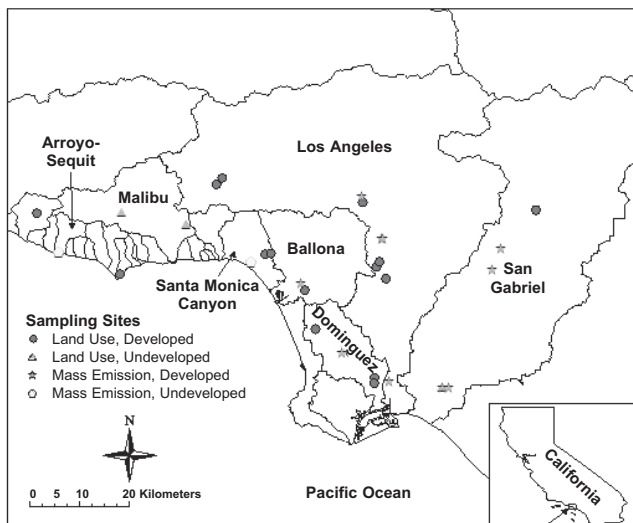 Los Angeles
Arroyo-
Sequit
Malibu
Ballona
Santa Monica
Canyon
San
Gabriel
Dominguez
Sampling Sites
Land Use, Developed
Land Use, Undeveloped
Mass Emission, Developed
Mass Emission, Undeveloped
N
0 5 10 20 Kilometers
Pacific Ocean
California